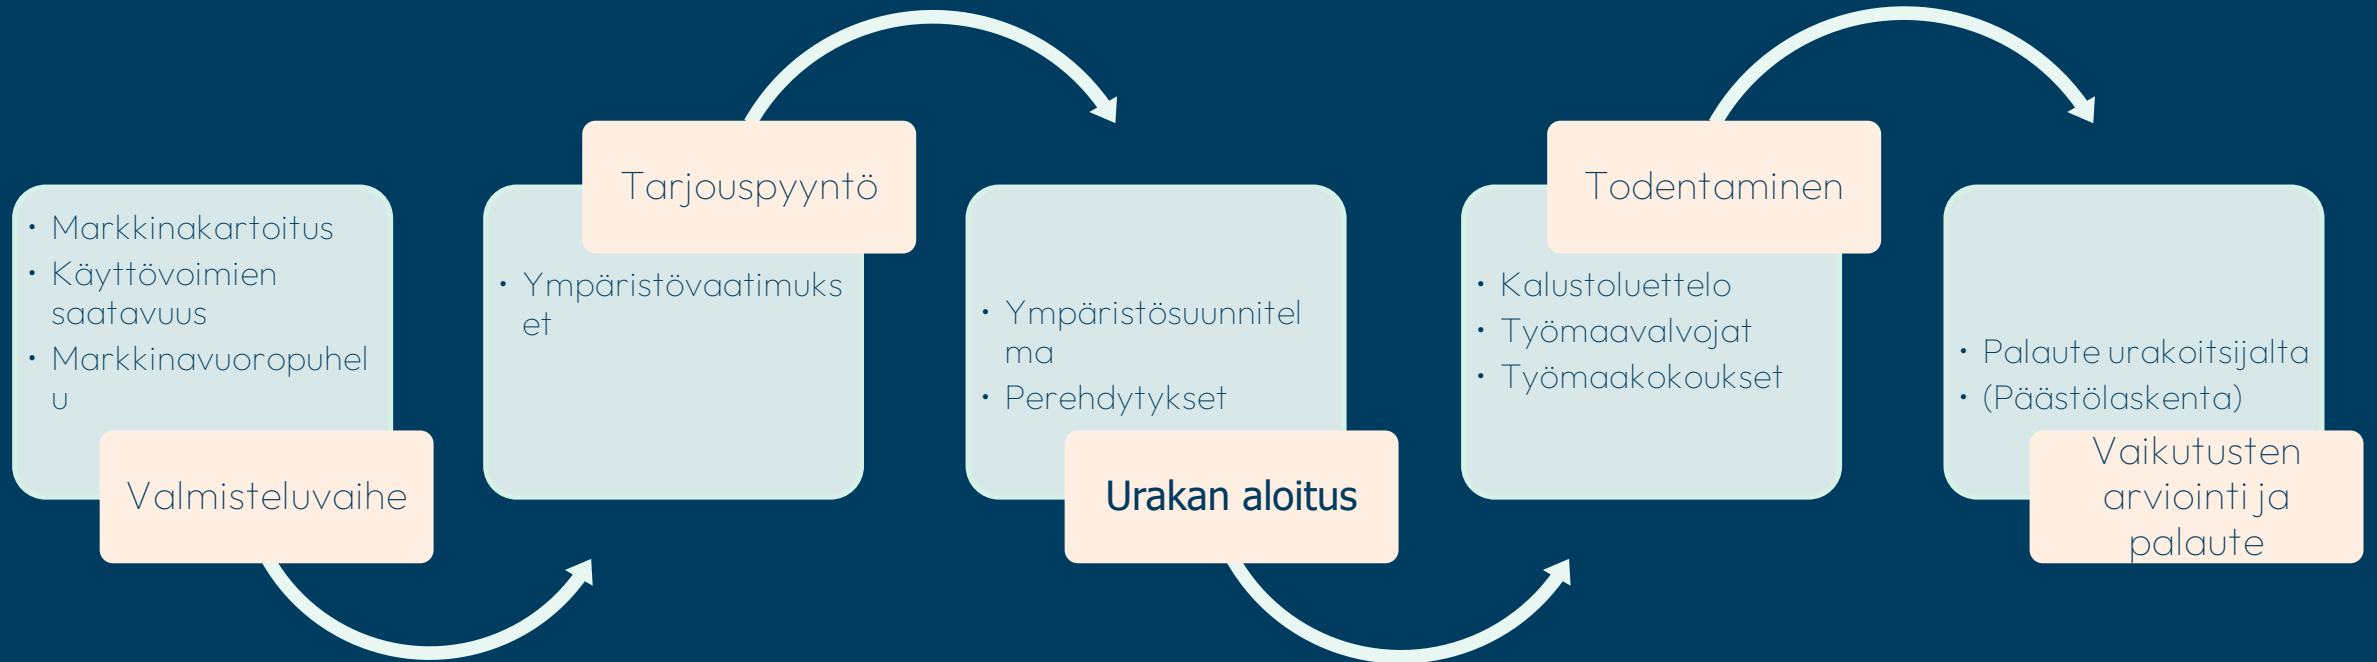 • Markkinakartoitus
• Käyttövoimien
saatavuus
• Markkinavuoropuhel
u
Valmisteluvaihe
Tarjouspyyntö
• Ympäristövaatimuks
et
• Ympäristösuunnitel
ma
• Perehdytykset
Urakan aloitus
Todentaminen
• Kalustoluettelo
• Työmaavalvojat
• Työmaakokoukset
• Palaute urakoitsijalta
• (Päästölaskenta)
Vaikutusten
arviointi ja
palaute